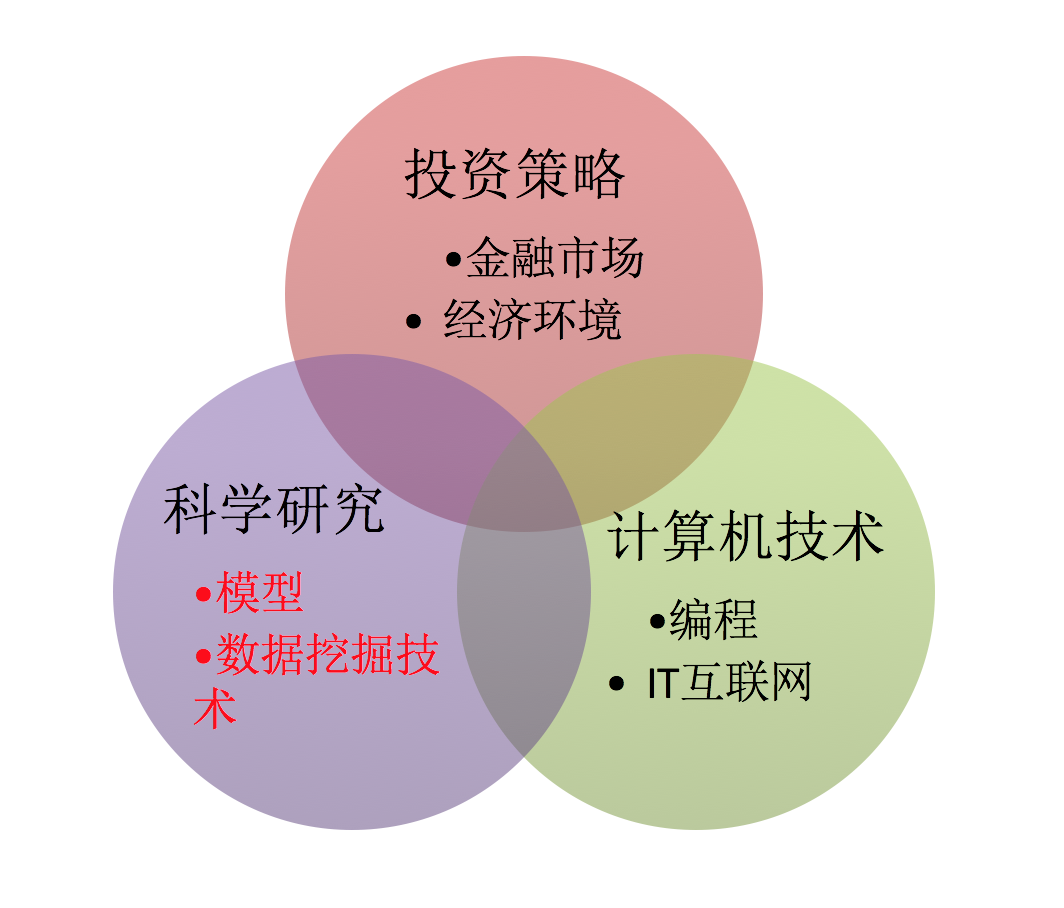 投资策略
•金融市场
• 经济环境
科学研究
•模型
•数据挖掘技
术
计算机技术
•编程
• IT互联网